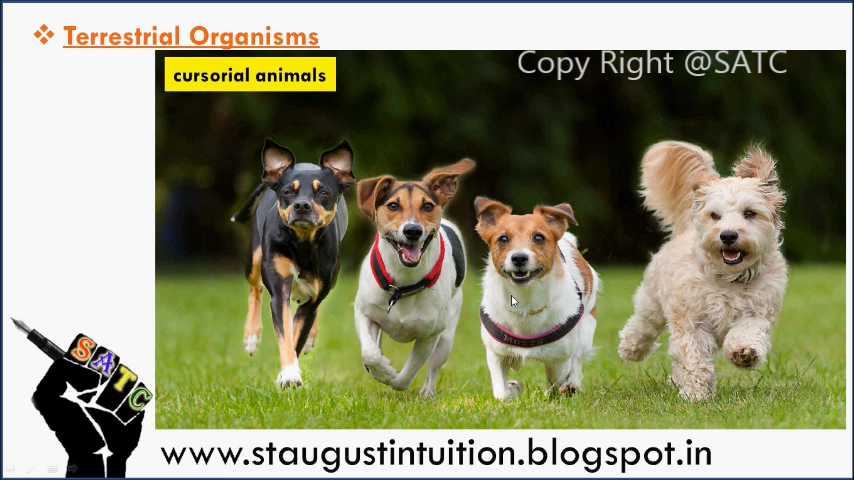 ❖ Terrestrial Organisms
cursorial animals
Copy Right @SATC
SATC
www.staugustintuition.blogspot.in